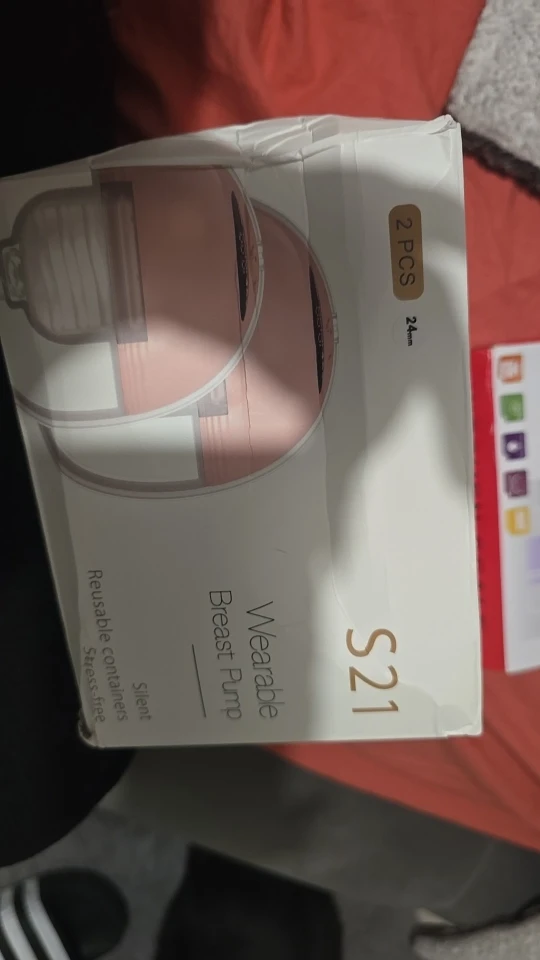 2 PCS
24mm
S21
Wearable
Breast Pump
Silent
Reusable containers
Stress-free